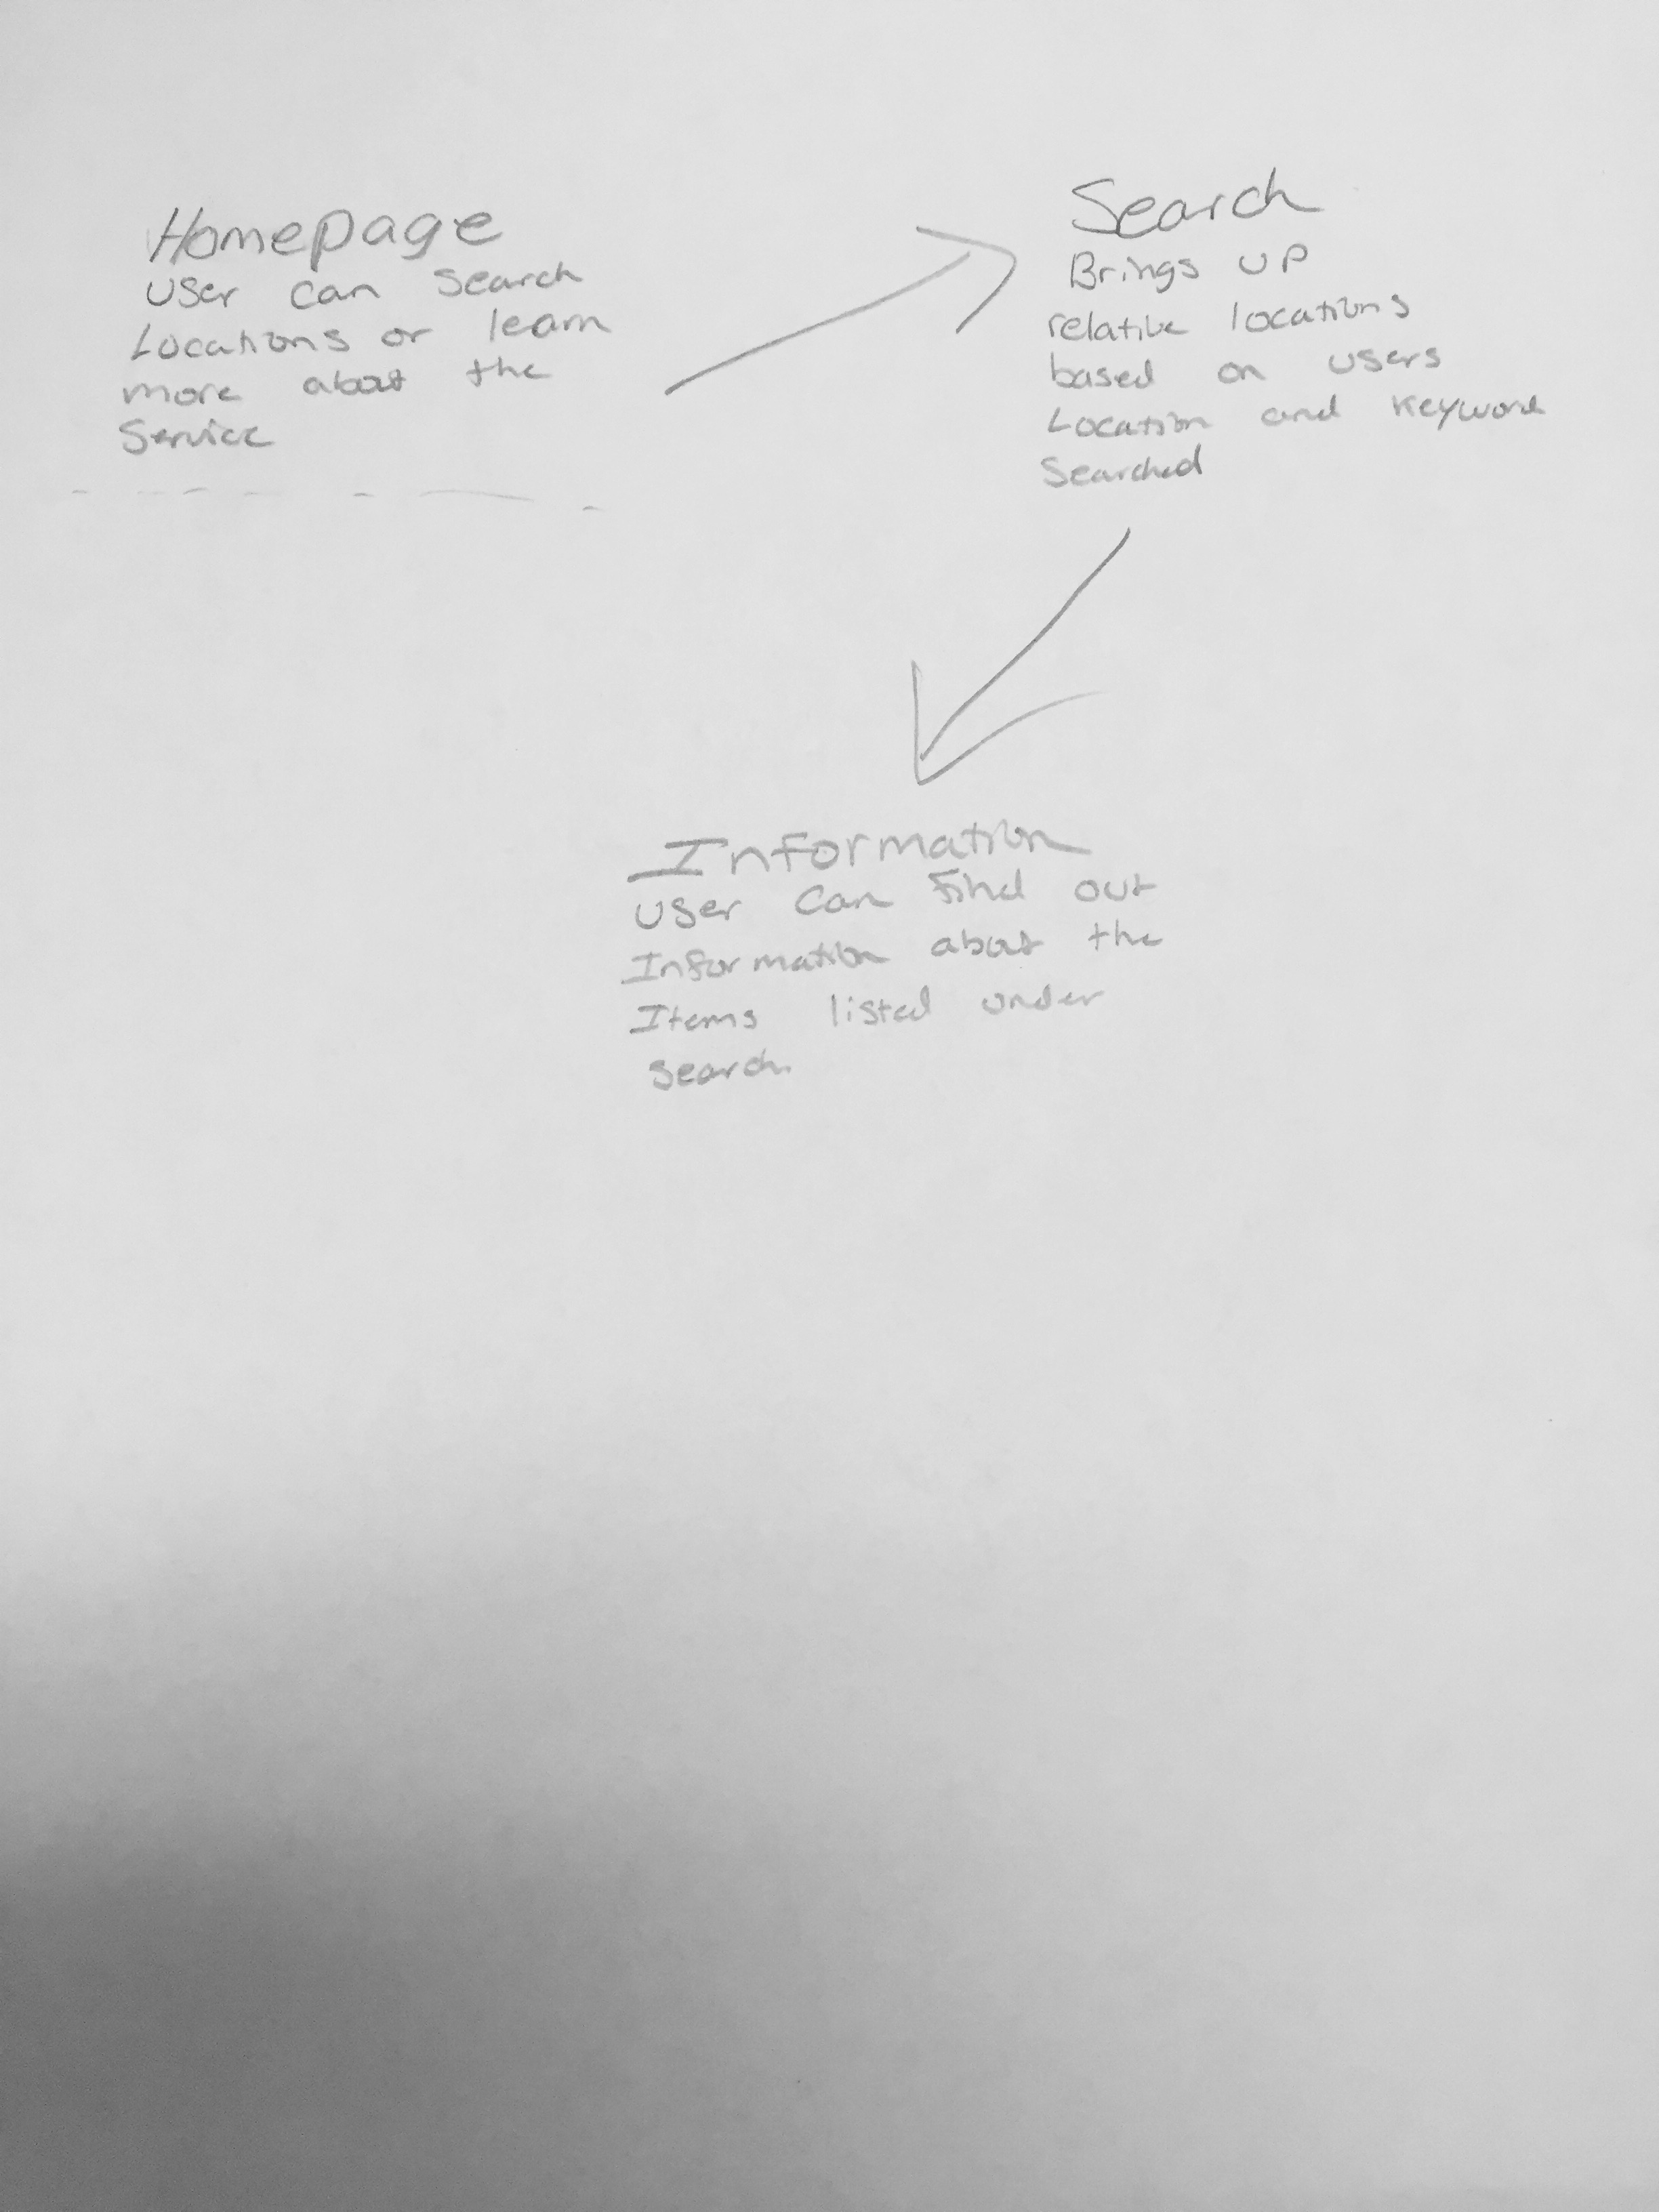 Homepage
User can search
Locations or learn
more about the
Service
Search
Brings up
relative locations
based on users
Location and keyword
Searched
Information
User can find out
Information about the
Items listed under
search.